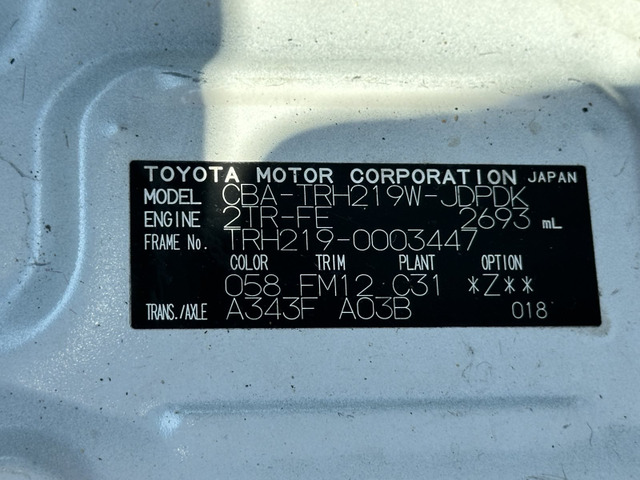 TOYOTA MOTOR CORPORATION JAPAN
MODEL CBA-TRH219W-JDPDK
ENGINE 2TR-FE 2693 mL
FRAME No. TRH219-0003447
COLOR TRIM PLANT OPTION
058 FM12 C31 *Z**
TRANS./AXLE A343F A03B 018